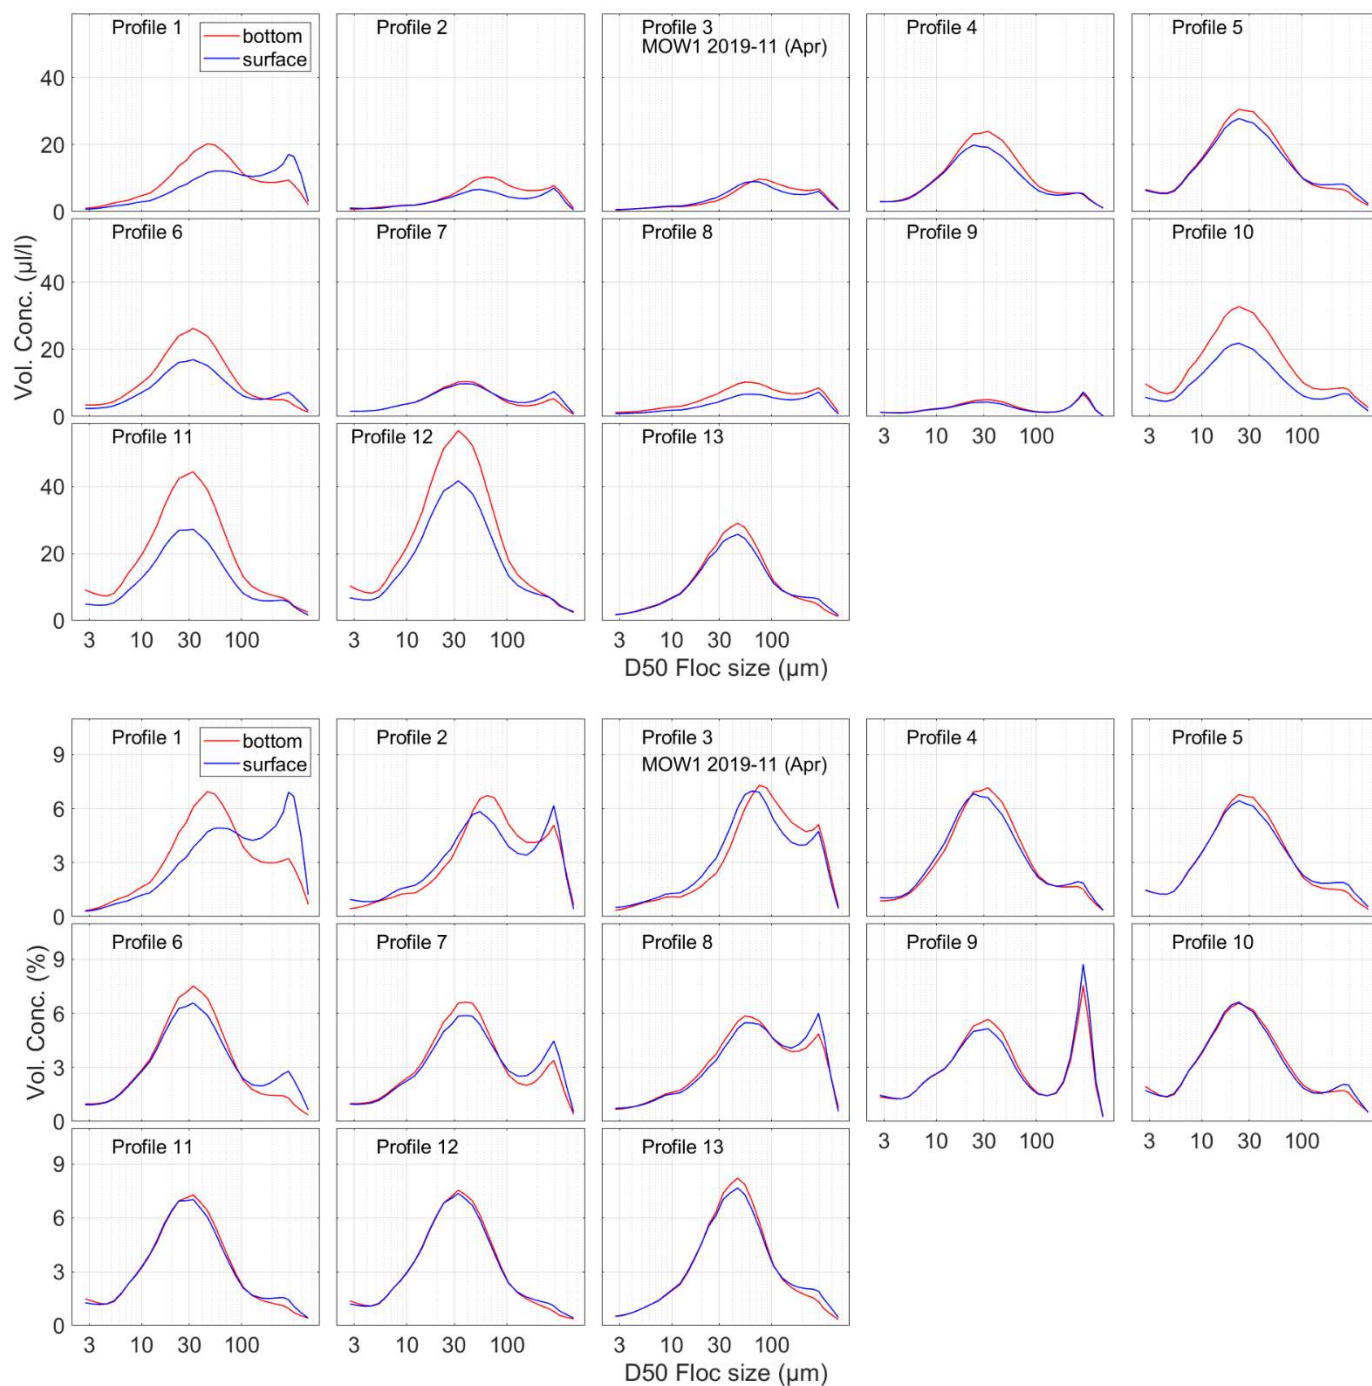 Profile 1
bottom
surface
Profile 2
Profile 3
MOW1 2019-11 (Apr)
Profile 4
Profile 5
40
20
0
Profile 6
Profile 7
Profile 8
Profile 9
Profile 10
40
20
0
3 10 30 100
3 10 30 100
Vol. Conc. (µl/l)
Profile 11
Profile 12
Profile 13
40
20
0
3 10 30 100
3 10 30 100
3 10 30 100
D50 Floc size (µm)
Profile 1
bottom
surface
Profile 2
Profile 3
MOW1 2019-11 (Apr)
Profile 4
Profile 5
9
6
3
0
Profile 6
Profile 7
Profile 8
Profile 9
Profile 10
9
6
3
0
3 10 30 100
3 10 30 100
Vol. Conc. (%)
Profile 11
Profile 12
Profile 13
9
6
3
0
3 10 30 100
3 10 30 100
3 10 30 100
D50 Floc size (µm)